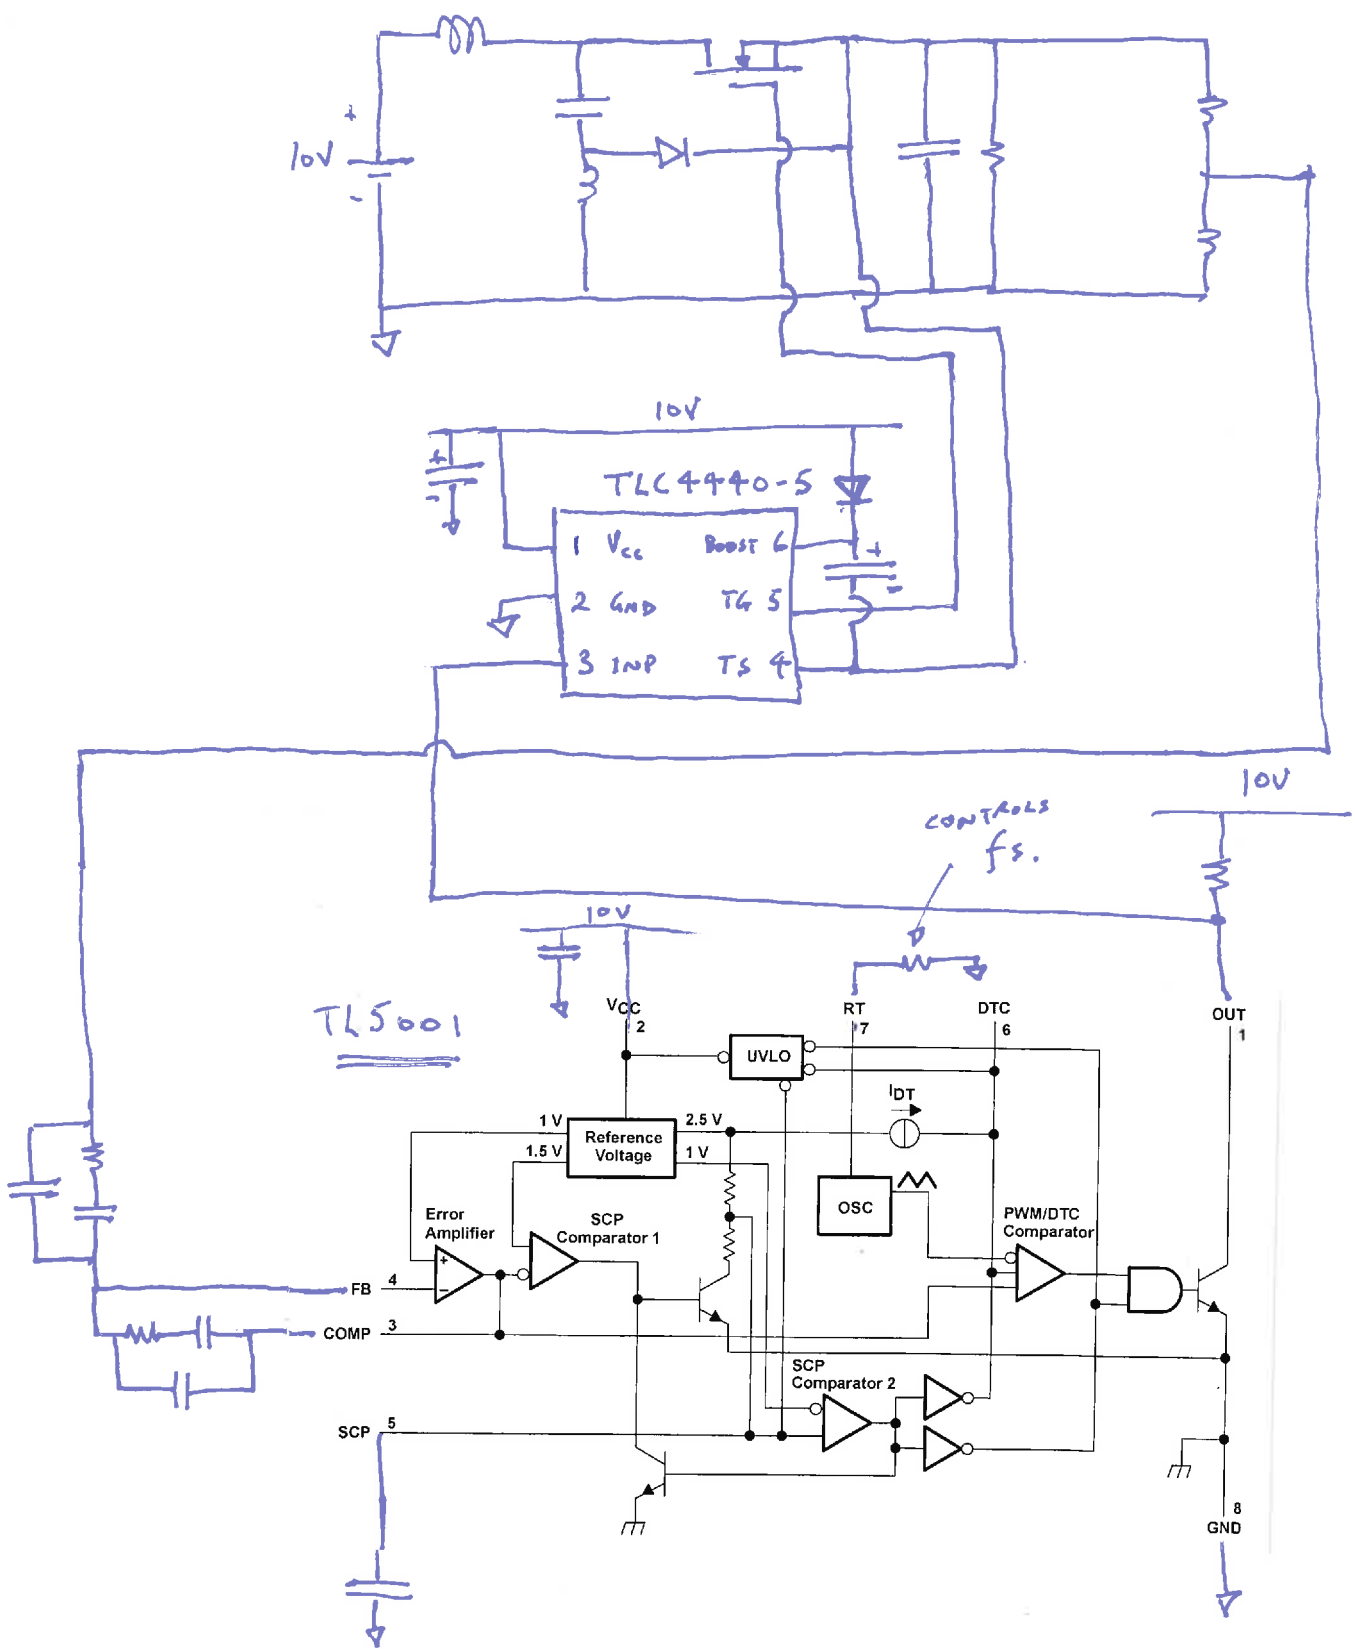 +
10V
-
10V
+
-
TLC4440-5
1 Vcc
BOOST 6
+
-
2 GND
TG 5
3 INP
TS 4
10V
CONTROLS
fs.
10V
TL5001
VCC
2
RT
7
DTC
6
OUT
1
UVLO
IDT
1 V
2.5 V
Reference
Voltage
1.5 V
1 V
OSC
PWM/DTC
Comparator
Error
Amplifier
SCP
Comparator 1
+
−
FB 4
COMP 3
SCP
Comparator 2
SCP 5
8
GND